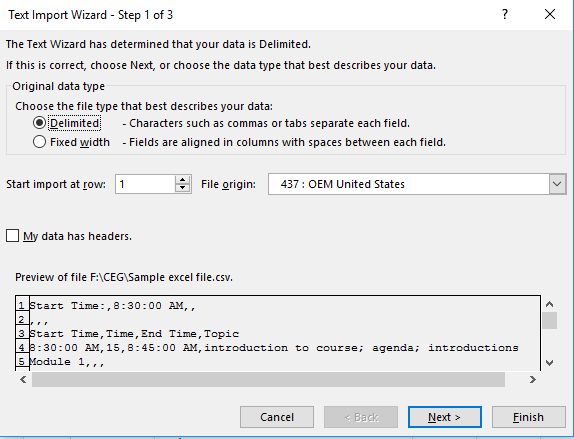 Text Import Wizard - Step 1 of 3
The Text Wizard has determined that your data is Delimited.
If this is correct, choose Next, or choose the data type that best describes your data.
Original data type
Choose the file type that best describes your data:
Delimited - Characters such as commas or tabs separate each field.
Fixed width - Fields are aligned in columns with spaces between each field.
Start import at row: 1 File origin: 437 : OEM United States
My data has headers.
Preview of file F:\CEG\Sample excel file.csv.
1 Start Time:,8:30:00 AM,,
2 ,,,
3 Start Time,Time,End Time,Topic
4 8:30:00 AM,15,8:45:00 AM,introduction to course; agenda; introductions
5 Module 1,,,
Cancel < Back Next > Finish